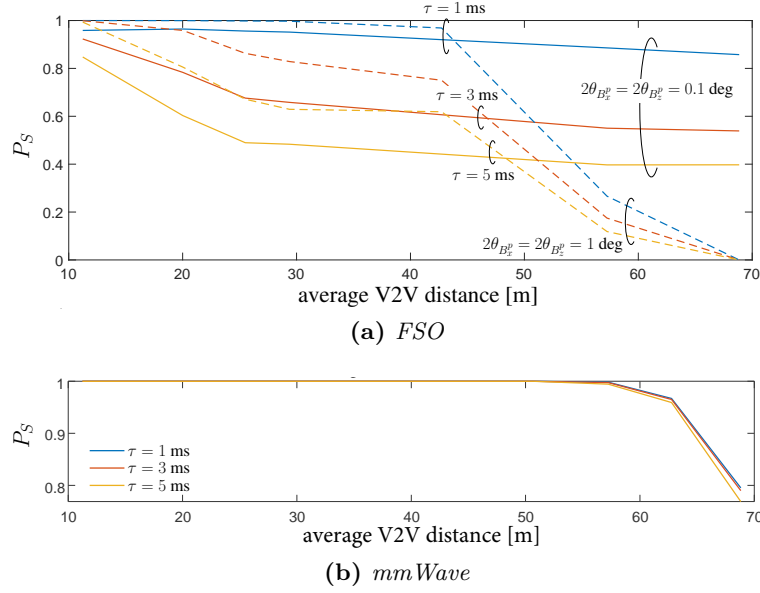 τ = 1 ms
1
0.8
0.6
0.4
0.2
0
P_S
2θ_{B_x^p} = 2θ_{B_z^p} = 0.1 deg
τ = 3 ms
τ = 5 ms
2θ_{B_x^p} = 2θ_{B_z^p} = 1 deg
10 20 30 40 50 60 70
average V2V distance [m]
(a) FSO
1
0.9
0.8
P_S
τ = 1 ms
τ = 3 ms
τ = 5 ms
10 20 30 40 50 60 70
average V2V distance [m]
(b) mmWave